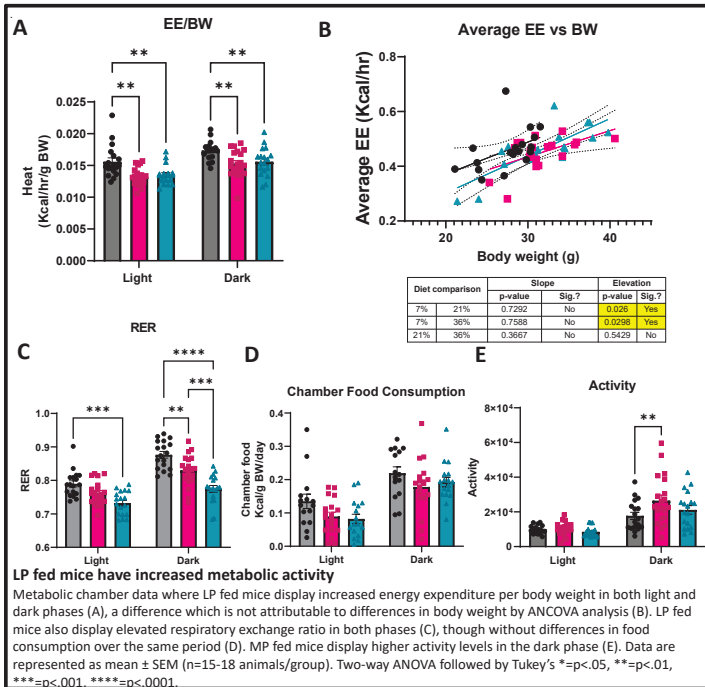 A
EE/BW
**
**
**
**
Heat
(Kcal/hr/g BW)
0.025
0.020
0.015
0.010
0.005
0.000
Light
Dark
B
Average EE vs BW
Average EE (Kcal/hr)
0.8
0.6
0.4
0.2
10
20
30
40
Body weight (g)
Diet comparison
Slope
Elevation
p-value
Sig.?
p-value
Sig.?
7% 21% 0.7292 No 0.026 Yes
7% 36% 0.7588 No 0.0298 Yes
21% 36% 0.3667 No 0.5429 No
C
RER
****
***
***
**
RER
1.0
0.9
0.8
0.7
0.6
Light
Dark
D
Chamber Food Consumption
Chamber food
Kcal/g BW/day
0.4
0.3
0.2
0.1
0.0
Light
Dark
E
Activity
**
Activity
8×10⁴
6×10⁴
4×10⁴
2×10⁴
0
Light
Dark
LP fed mice have increased metabolic activity
Metabolic chamber data where LP fed mice display increased energy expenditure per body weight in both light and
dark phases (A), a difference which is not attributable to differences in body weight by ANCOVA analysis (B). LP fed
mice also display elevated respiratory exchange ratio in both phases (C), though without differences in food
consumption over the same period (D). MP fed mice display higher activity levels in the dark phase (E). Data are
represented as mean ± SEM (n=15-18 animals/group). Two-way ANOVA followed by Tukey's *=p<.05, **=p<.01,
***=p<.001, ****=p<.0001.